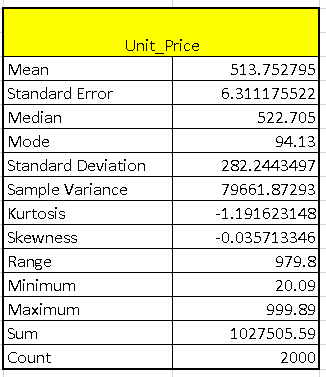 Unit_Price
Mean 513.752795
Standard Error 6.311175522
Median 522.705
Mode 94.13
Standard Deviation 282.2443497
Sample Variance 79661.87293
Kurtosis -1.191623148
Skewness -0.035713346
Range 979.8
Minimum 20.09
Maximum 999.89
Sum 1027505.59
Count 2000